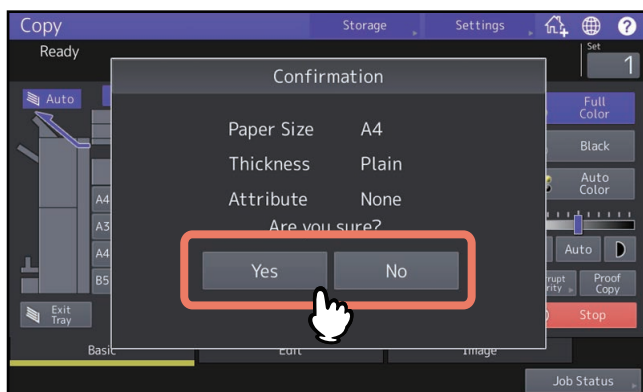 Copy
Storage
Settings
?
Ready
Set
1
Confirmation
Auto
Full
Color
Paper Size A4
Thickness Plain
Black
Attribute None
Auto
Color
A4
Are you sure?
A3
Yes No
A4
Auto
B5
Proof
Copy
Exit
Tray
Stop
Basic
Edit
Image
Job Status